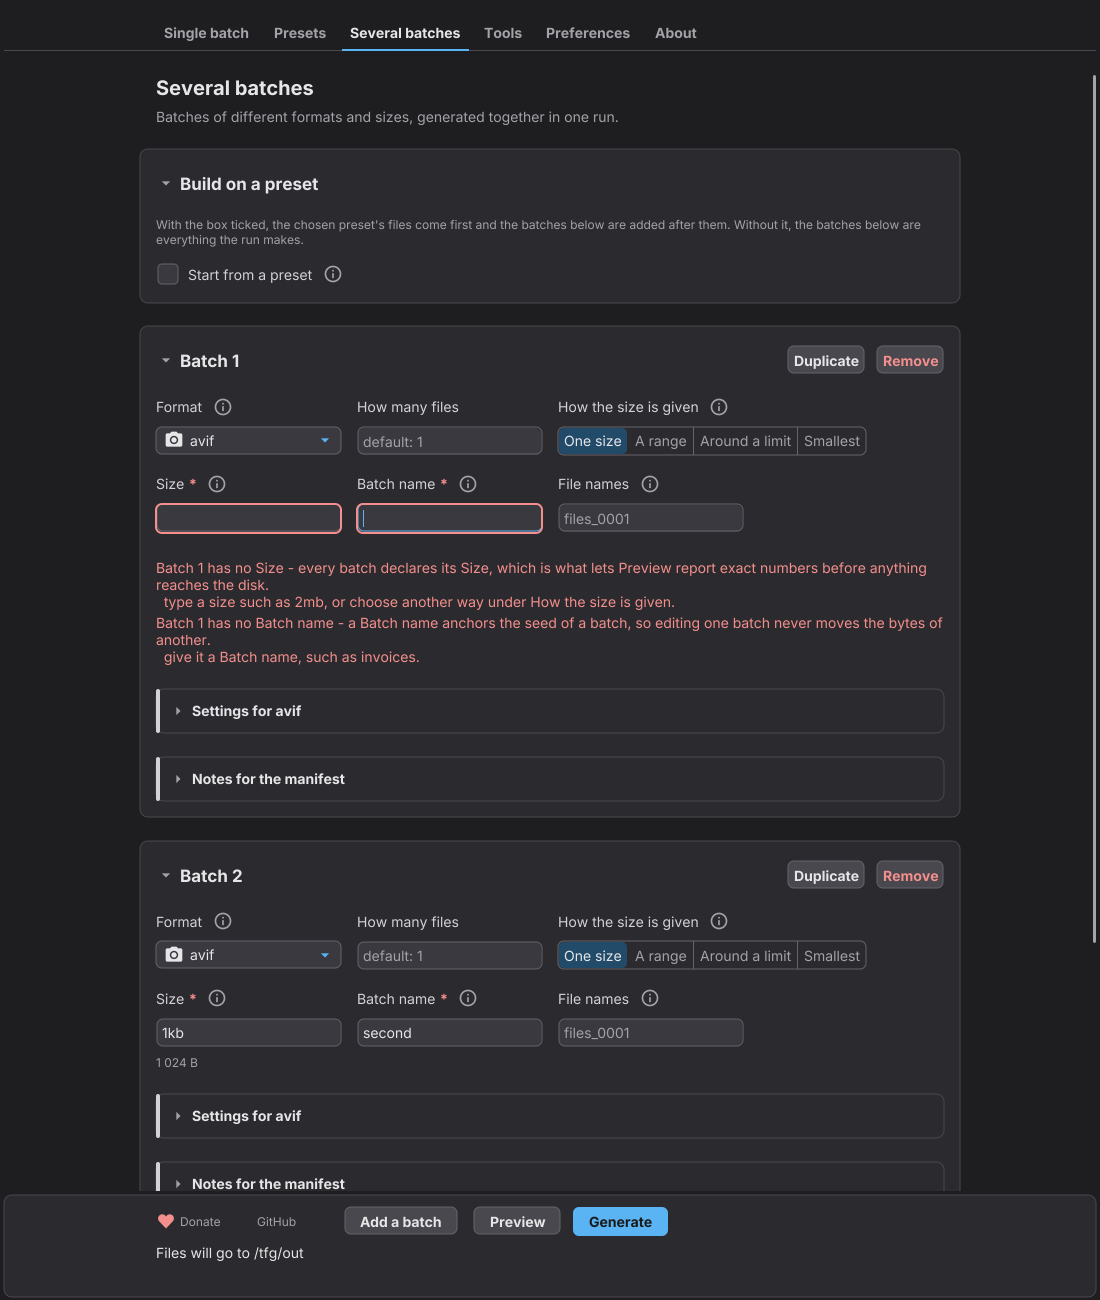 Single batch Presets Several batches Tools Preferences About
Several batches
Batches of different formats and sizes, generated together in one run.
Build on a preset
With the box ticked, the chosen preset's files come first and the batches below are added after them. Without it, the batches below are
everything the run makes.
Start from a preset
Batch 1 Duplicate Remove
Format How many files How the size is given
avif default: 1 One size A range Around a limit Smallest
Size * Batch name * File names
files_0001
Batch 1 has no Size - every batch declares its Size, which is what lets Preview report exact numbers before anything
reaches the disk.
type a size such as 2mb, or choose another way under How the size is given.
Batch 1 has no Batch name - a Batch name anchors the seed of a batch, so editing one batch never moves the bytes of
another.
give it a Batch name, such as invoices.
Settings for avif
Notes for the manifest
Batch 2 Duplicate Remove
Format How many files How the size is given
avif default: 1 One size A range Around a limit Smallest
Size * Batch name * File names
1kb second files_0001
1 024 B
Settings for avif
Notes for the manifest
Donate GitHub Add a batch Preview Generate
Files will go to /tfg/out